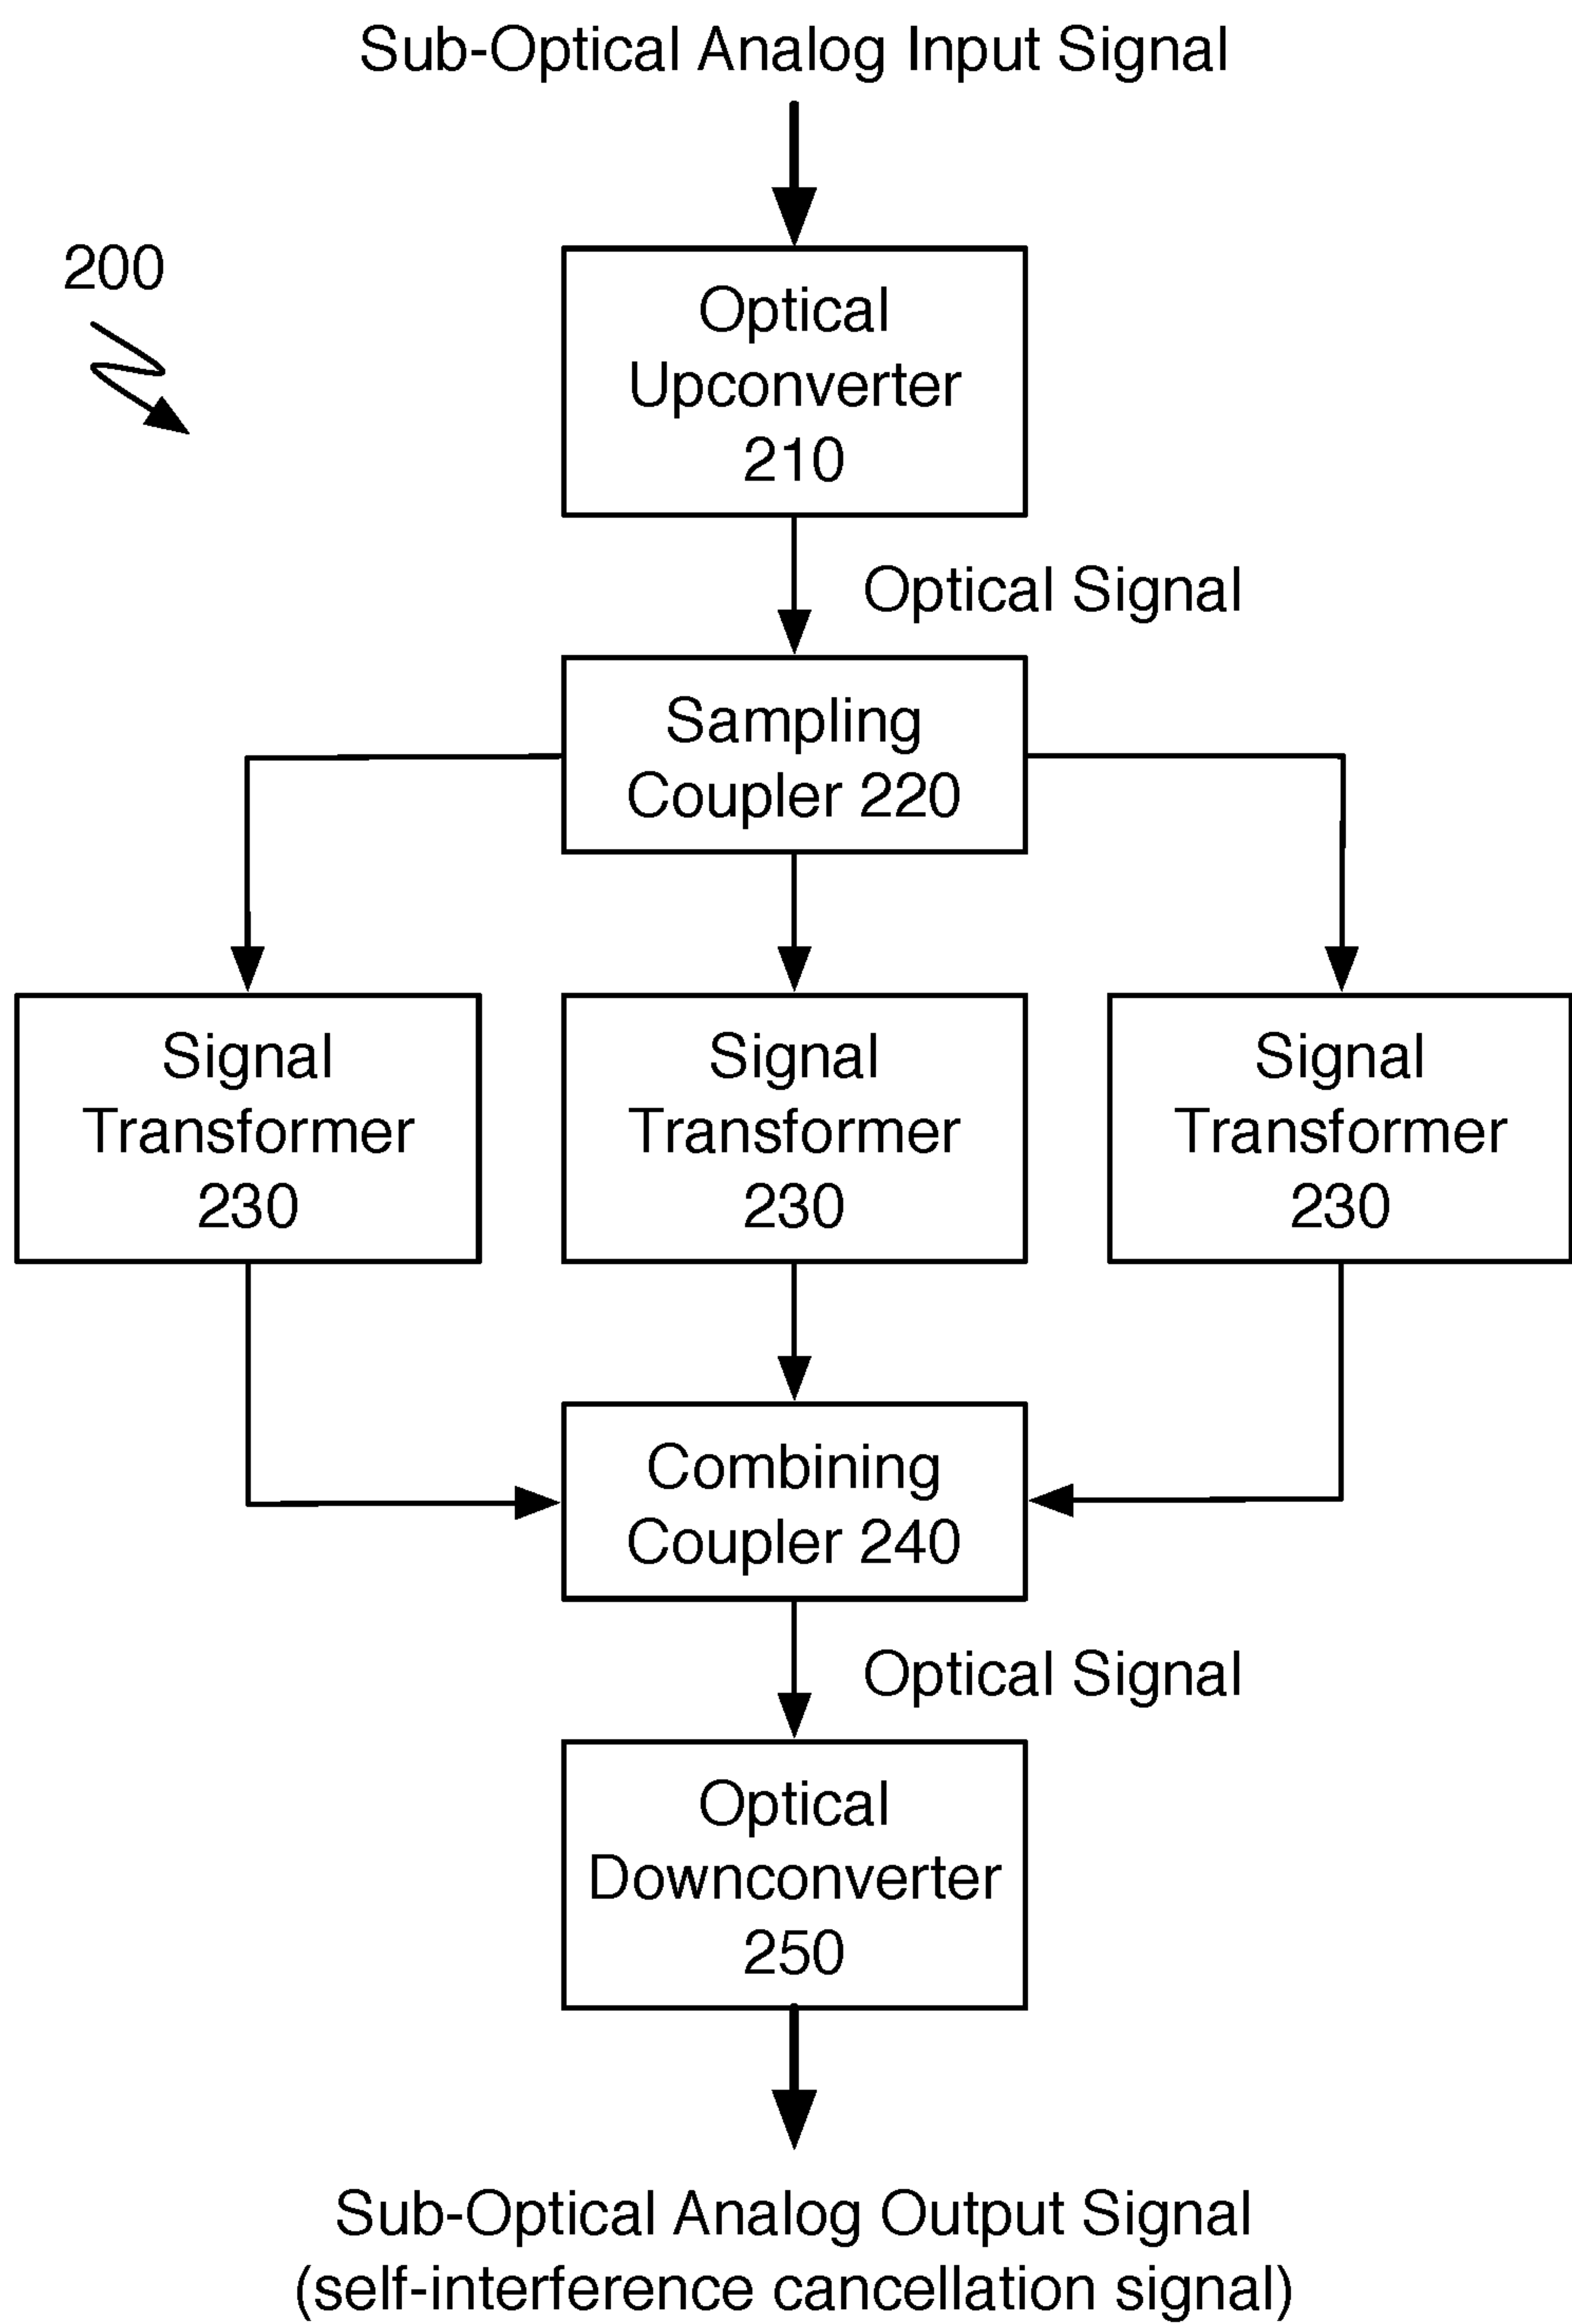 Sub-Optical Analog Input Signal
200
Optical
Upconverter
210
Optical Signal
Sampling
Coupler 220
Signal
Transformer
230
Signal
Transformer
230
Signal
Transformer
230
Combining
Coupler 240
Optical Signal
Optical
Downconverter
250
Sub-Optical Analog Output Signal
(self-interference cancellation signal)